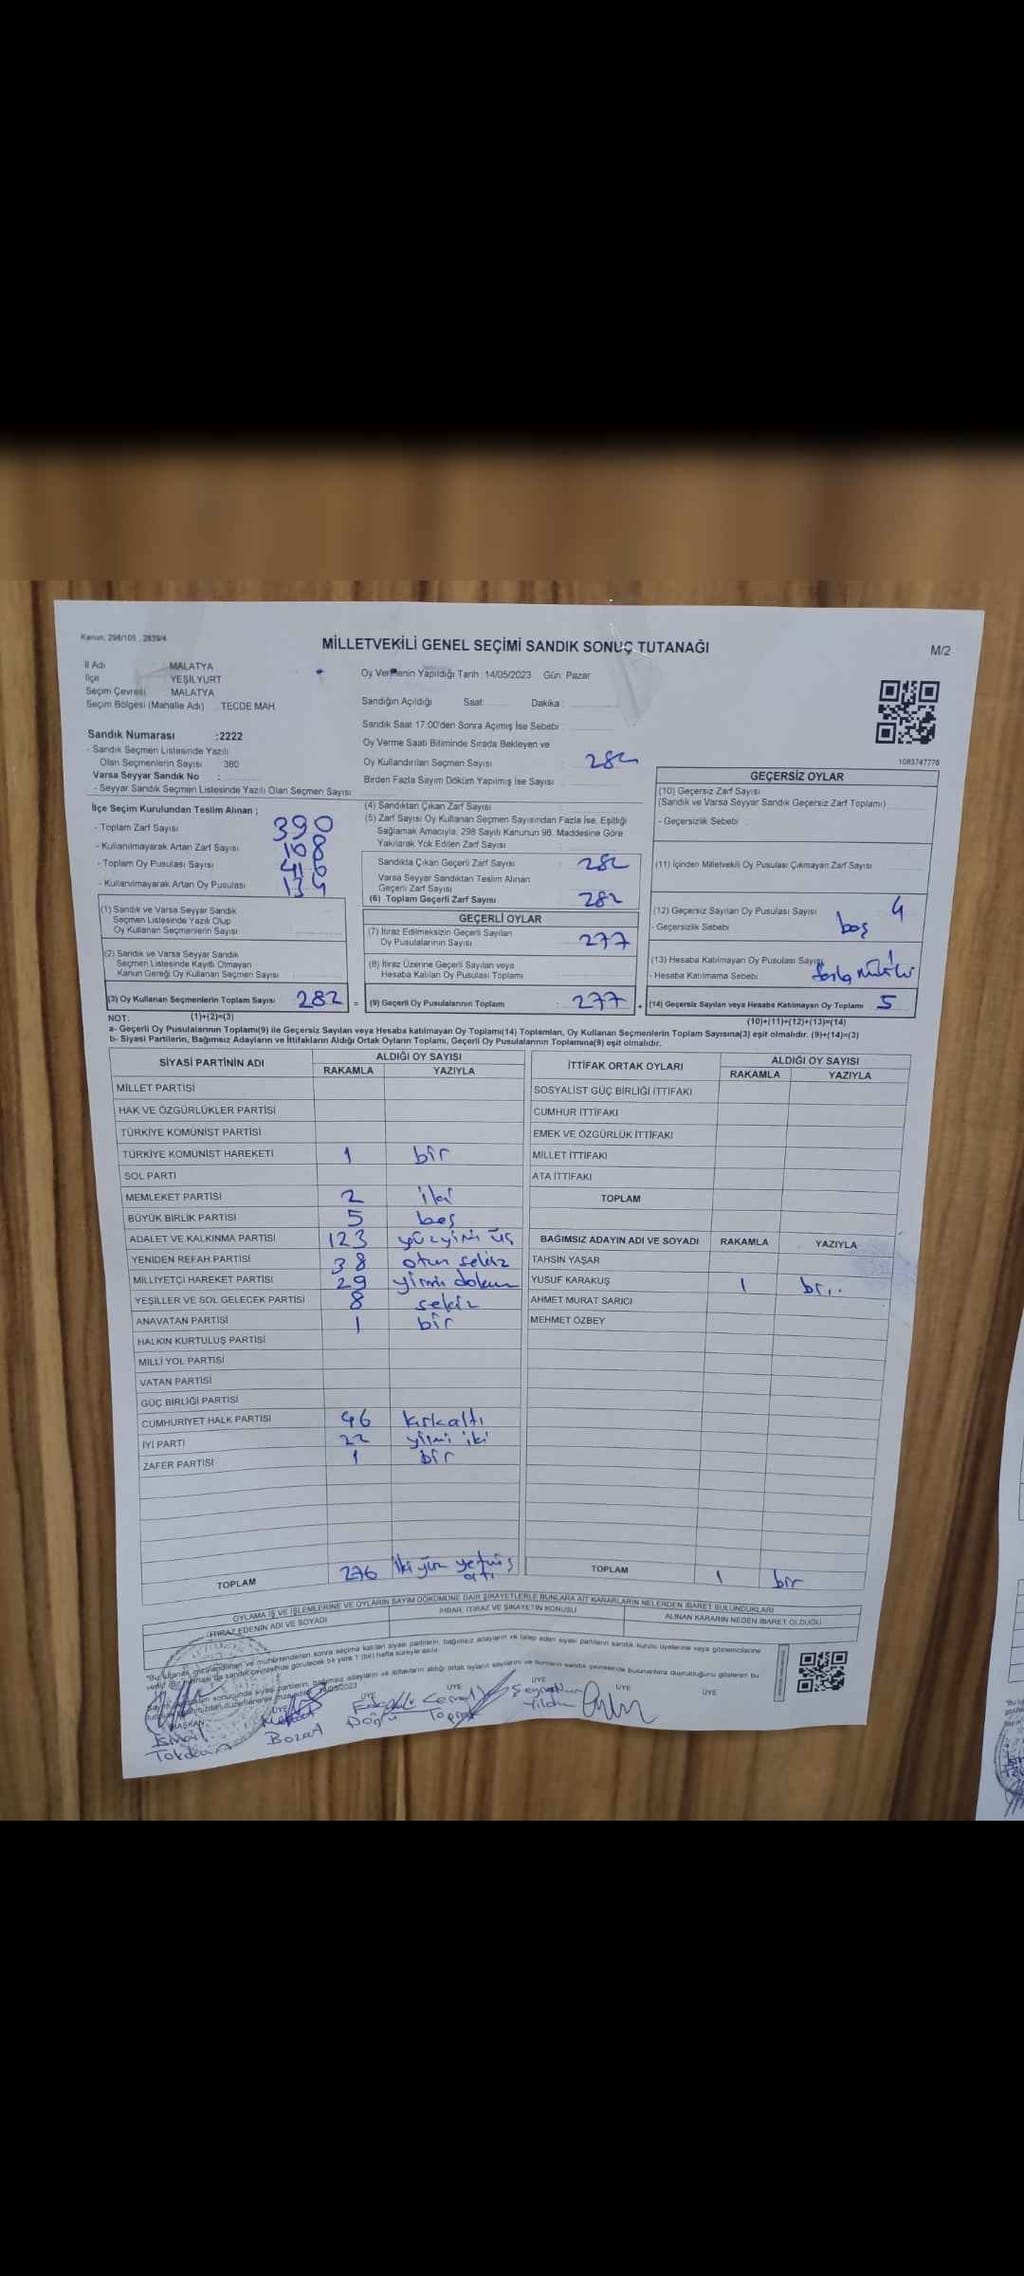 Kanun, 298/105 , 2839/4
MİLLETVEKİLİ GENEL SEÇİMİ SANDIK SONUÇ TUTANAĞI
M/2
İl Adı MALATYA
İlçe YEŞİLYURT
Seçim Çevresi MALATYA
Seçim Bölgesi (Mahalle Adı) TECDE MAH.
Sandık Numarası :2222
- Sandık Seçmen Listesinde Yazılı
Olan Seçmenlerin Sayısı 380
Varsa Seyyar Sandık No :
- Seyyar Sandık Seçmen Listesinde Yazılı Olan Seçmen Sayısı
İlçe Seçim Kurulundan Teslim Alınan ;
- Toplam Zarf Sayısı 390
- Kullanılmayarak Artan Zarf Sayısı 108
- Toplam Oy Pusulası Sayısı 416
- Kullanılmayarak Artan Oy Pusulası 134
(1) Sandık ve Varsa Seyyar Sandık
Seçmen Listesinde Yazılı Olup
Oy Kullanan Seçmenlerin Sayısı
(2) Sandık ve Varsa Seyyar Sandık
Seçmen Listesinde Kayıtlı Olmayan
Kanun Gereği Oy Kullanan Seçmen Sayısı
(3) Oy Kullanan Seçmenlerin Toplam Sayısı 282 =
Oy Vermenin Yapıldığı Tarih :14/05/2023 Gün: Pazar
Sandığın Açıldığı Saat Dakika :
Sandık Saat 17:00'den Sonra Açımış İse Sebebi
Oy Verme Saati Bitiminde Sırada Bekleyen ve
Oy Kullandırılan Seçmen Sayısı 282
Birden Fazla Sayım Döküm Yapılmış İse Sayısı
(4) Sandıktan Çıkan Zarf Sayısı
(5) Zarf Sayısı Oy Kullanan Seçmen Sayısından Fazla İse, Eşitliği
Sağlamak Amacıyla, 298 Sayılı Kanunun 98. Maddesine Göre
Yakılarak Yok Edilen Zarf Sayısı
Sandıkta Çıkan Geçerli Zarf Sayısı 282
Varsa Seyyar Sandıktan Teslim Alınan
Geçerli Zarf Sayısı
(6) Toplam Geçerli Zarf Sayısı 282
GEÇERLİ OYLAR
(7) İtiraz Edilmeksizin Geçerli Sayılan
Oy Pusulalarının Sayısı 277
(8) İtiraz Üzerine Geçerli Sayılan veya
Hesaba Katılan Oy Pusulası Toplamı
(9) Geçerli Oy Pusulalarının Toplamı : 277 +
1083747776
GEÇERSİZ OYLAR
(10) Geçersiz Zarf Sayısı
(Sandık ve Varsa Seyyar Sandık Geçersiz Zarf Toplamı)
- Geçersizlik Sebebi
(11) İçinden Milletvekili Oy Pusulası Çıkmayan Zarf Sayısı
(12) Geçersiz Sayılan Oy Pusulası Sayısı 4
- Geçersizlik Sebebi boş
(13) Hesaba Katılmayan Oy Pusulası Sayısı 1
- Hesaba Katılmama Sebebi fazla mühür
(14) Geçersiz Sayılan veya Hesaba Katılmayan Oy Toplamı 5
NOT: (1)+(2)=(3)
(10)+(11)+(12)+(13)=(14)
a- Geçerli Oy Pusulalarının Toplamı(9) ile Geçersiz Sayılan veya Hesaba katılmayan Oy Toplamı(14) Toplamları, Oy Kullanan Seçmenlerin Toplam Sayısına(3) eşit olmalıdır. (9)+(14)=(3)
b- Siyasi Partilerin, Bağımsız Adayların ve İttifakların Aldığı Ortak Oyların Toplamı, Geçerli Oy Pusulalarının Toplamına(9) eşit olmalıdır.
SİYASİ PARTİNİN ADI ALDIĞI OY SAYISI
RAKAMLA YAZIYLA
MİLLET PARTİSİ
HAK VE ÖZGÜRLÜKLER PARTİSİ
TÜRKİYE KOMÜNİST PARTİSİ
TÜRKİYE KOMÜNİST HAREKETİ 1 bir
SOL PARTİ
MEMLEKET PARTİSİ 2 iki
BÜYÜK BİRLİK PARTİSİ 5 beş
ADALET VE KALKINMA PARTİSİ 123 yüzyirmi üç
YENİDEN REFAH PARTİSİ 38 otuz sekiz
MİLLİYETÇİ HAREKET PARTİSİ 29 yirmi dokuz
YEŞİLLER VE SOL GELECEK PARTİSİ 8 sekiz
ANAVATAN PARTİSİ 1 bir
HALKIN KURTULUŞ PARTİSİ
MİLLİ YOL PARTİSİ
VATAN PARTİSİ
GÜÇ BİRLİĞİ PARTİSİ
CUMHURİYET HALK PARTİSİ 46 kırkaltı
İYİ PARTİ 22 yirmi iki
ZAFER PARTİSİ 1 bir
TOPLAM 276 iki yüz yetmiş altı
İTTİFAK ORTAK OYLARI ALDIĞI OY SAYISI
RAKAMLA YAZIYLA
SOSYALİST GÜÇ BİRLİĞİ İTTİFAKI
CUMHUR İTTİFAKI
EMEK VE ÖZGÜRLÜK İTTİFAKI
MİLLET İTTİFAKI
ATA İTTİFAKI
TOPLAM
BAĞIMSIZ ADAYIN ADI VE SOYADI RAKAMLA YAZIYLA
TAHSİN YAŞAR
YUSUF KARAKUŞ 1 bir
AHMET MURAT SARICI
MEHMET ÖZBEY
TOPLAM 1 bir
OYLAMA İŞ VE İŞLEMLERİNE VE OYLARIN SAYIM DÖKÜMÜNE DAİR ŞİKAYETLERLE BUNLARA AİT KARARLARIN NELERDEN İBARET BULUNDUKLARI
İTİRAZ EDENİN ADI VE SOYADI İHBAR, İTİRAZ VE ŞİKAYETİN KONUSU ALINAN KARARIN NEDEN İBARET OLDUĞU
BAŞKAN ÜYE ÜYE ÜYE ÜYE ÜYE
İsmail
Bozat
Doğru
Cemal
Toprak
Yıldız